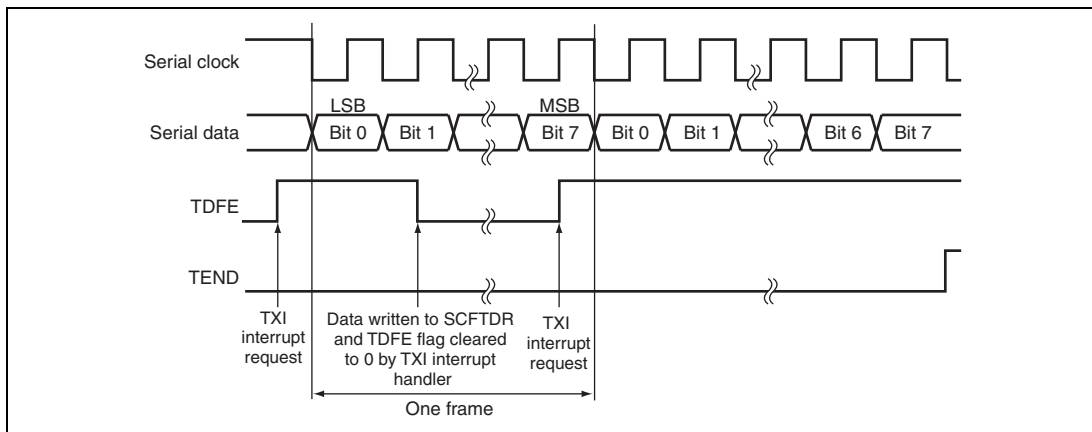 Serial clock
LSB
MSB
Serial data
Bit 0
Bit 1
Bit 7
Bit 0
Bit 1
Bit 6
Bit 7
TDFE
TEND
TXI
interrupt
request
Data written to SCFTDR
and TDFE flag cleared
to 0 by TXI interrupt
handler
TXI
interrupt
request
One frame